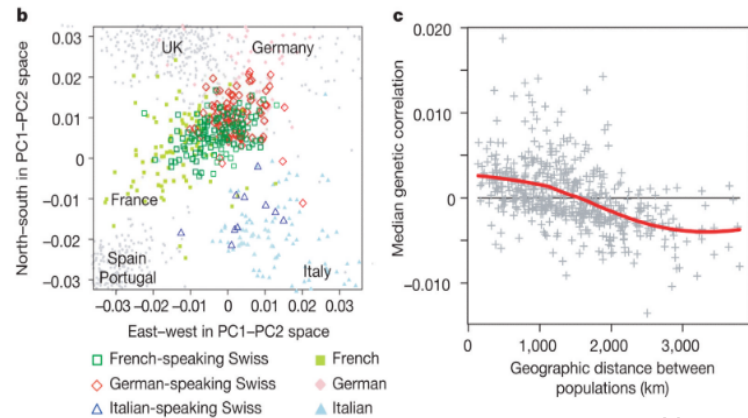 b
North–south in PC1–PC2 space
0.03
0.02
0.01
0
−0.01
−0.02
−0.03
UK
Germany
France
Spain
Portugal
Italy
−0.03 −0.02 −0.01 0 0.01 0.02 0.03
East–west in PC1–PC2 space
French-speaking Swiss
German-speaking Swiss
Italian-speaking Swiss
French
German
Italian
c
Median genetic correlation
0.020
0.010
0
−0.010
0 1,000 2,000 3,000
Geographic distance between
populations (km)